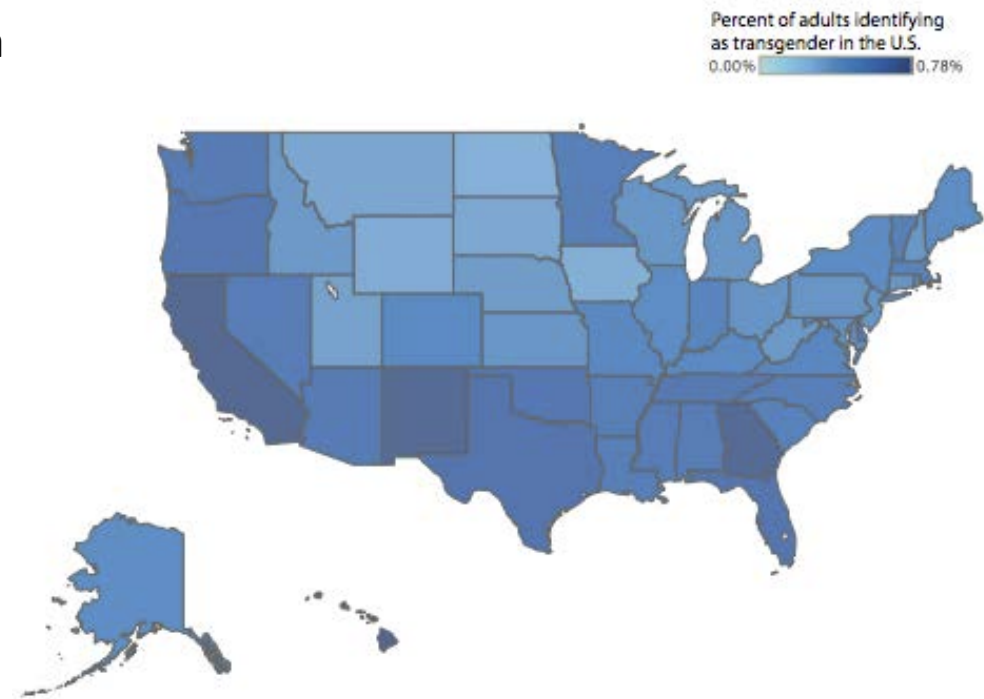 Percent of adults identifying
as transgender in the U.S.
0.00% 0.78%